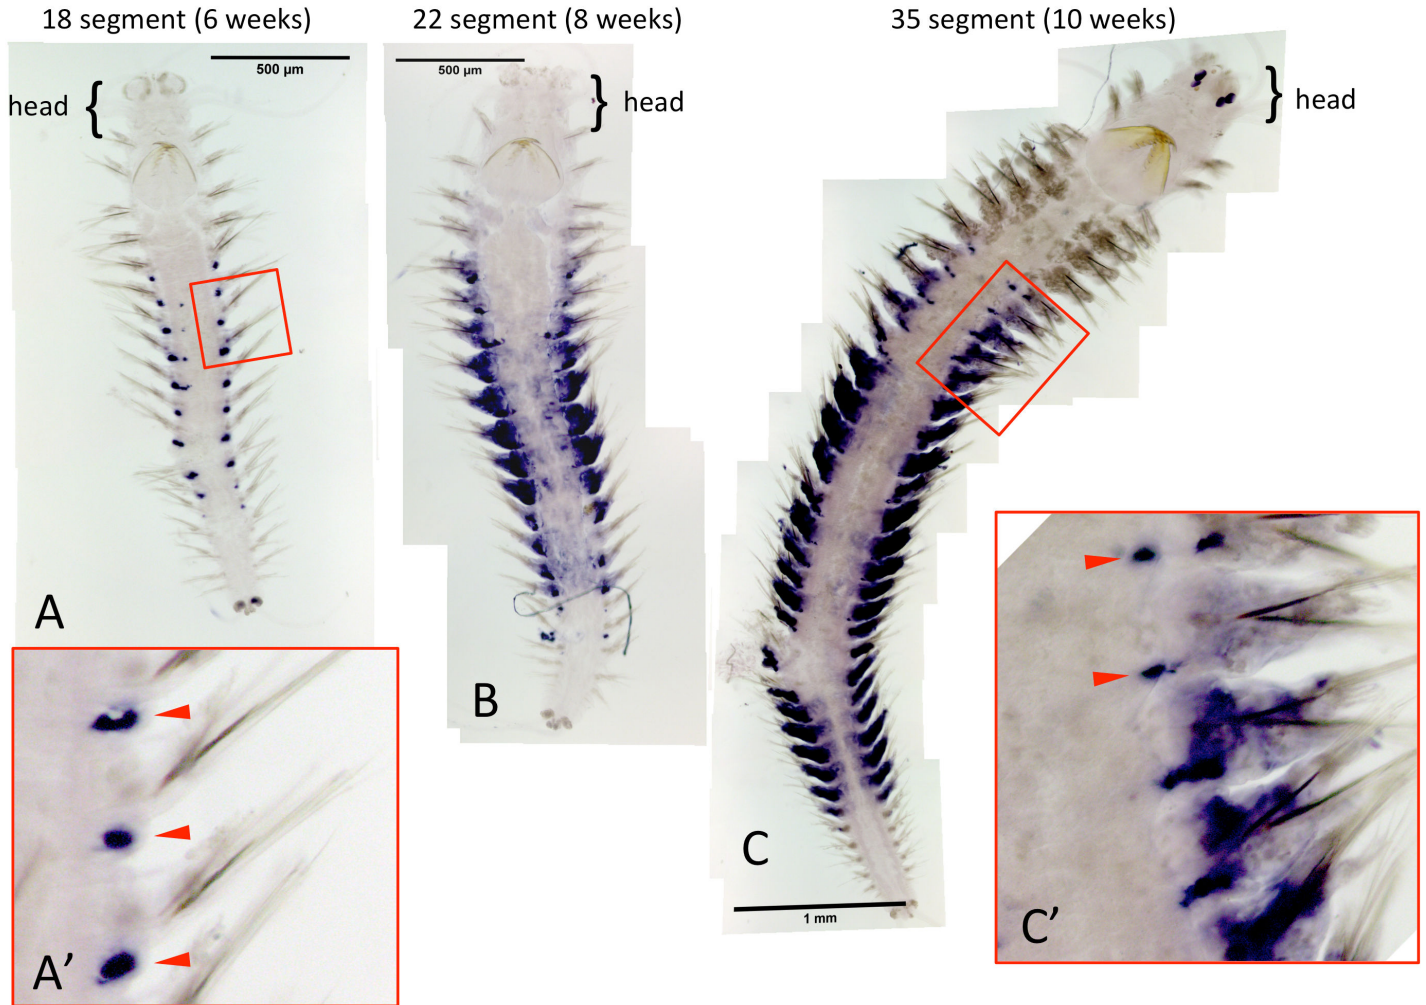 18 segment (6 weeks)
22 segment (8 weeks)
35 segment (10 weeks)
500 µm
500 µm
head {
} head
} head
A
B
C
1 mm
A’
C’